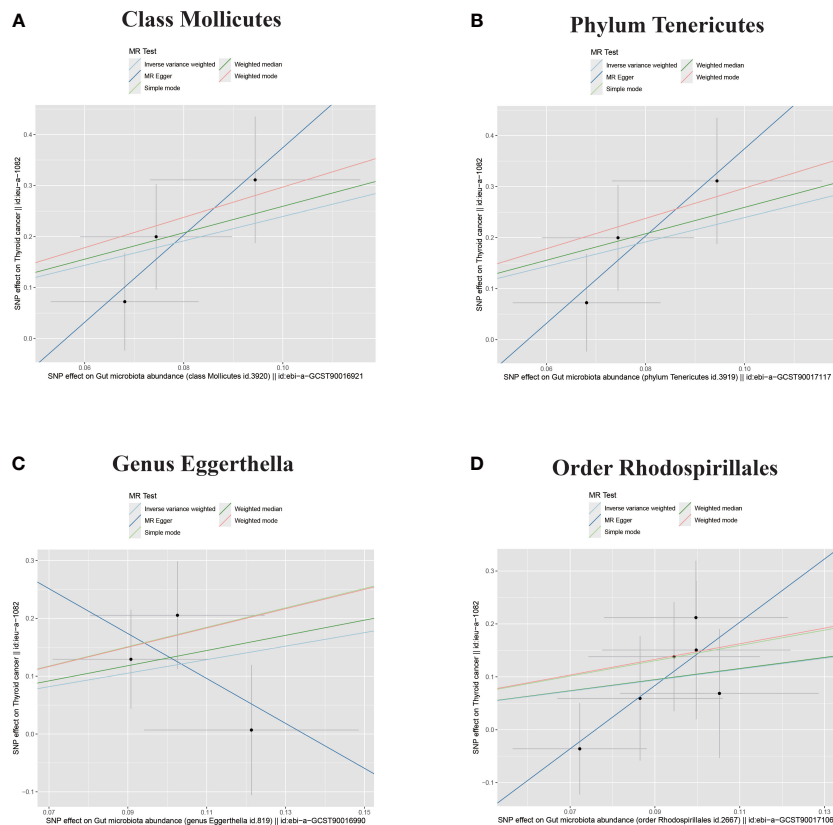 A
Class Mollicutes
MR Test
Inverse variance weighted
Weighted median
MR Egger
Weighted mode
Simple mode
SNP effect on Thyroid cancer || id:ieu-a-1082
0.4
0.3
0.2
0.1
0.0
0.06
0.08
0.10
SNP effect on Gut microbiota abundance (class Mollicutes id.3920) || id:ebi-a-GCST90016921
B
Phylum Tenericutes
MR Test
Inverse variance weighted
Weighted median
MR Egger
Weighted mode
Simple mode
SNP effect on Thyroid cancer || id:ieu-a-1082
0.4
0.3
0.2
0.1
0.0
0.06
0.08
0.10
SNP effect on Gut microbiota abundance (phylum Tenericutes id.3919) || id:ebi-a-GCST90017117
C
Genus Eggerthella
MR Test
Inverse variance weighted
Weighted median
MR Egger
Weighted mode
Simple mode
SNP effect on Thyroid cancer || id:ieu-a-1082
0.3
0.2
0.1
0.0
-0.1
0.07
0.09
0.11
0.13
0.15
SNP effect on Gut microbiota abundance (genus Eggerthella id.819) || id:ebi-a-GCST90016990
D
Order Rhodospirillales
MR Test
Inverse variance weighted
Weighted median
MR Egger
Weighted mode
Simple mode
SNP effect on Thyroid cancer || id:ieu-a-1082
0.3
0.2
0.1
0.0
-0.1
0.07
0.09
0.11
0.13
SNP effect on Gut microbiota abundance (order Rhodospirillales id.2667) || id:ebi-a-GCST90017106